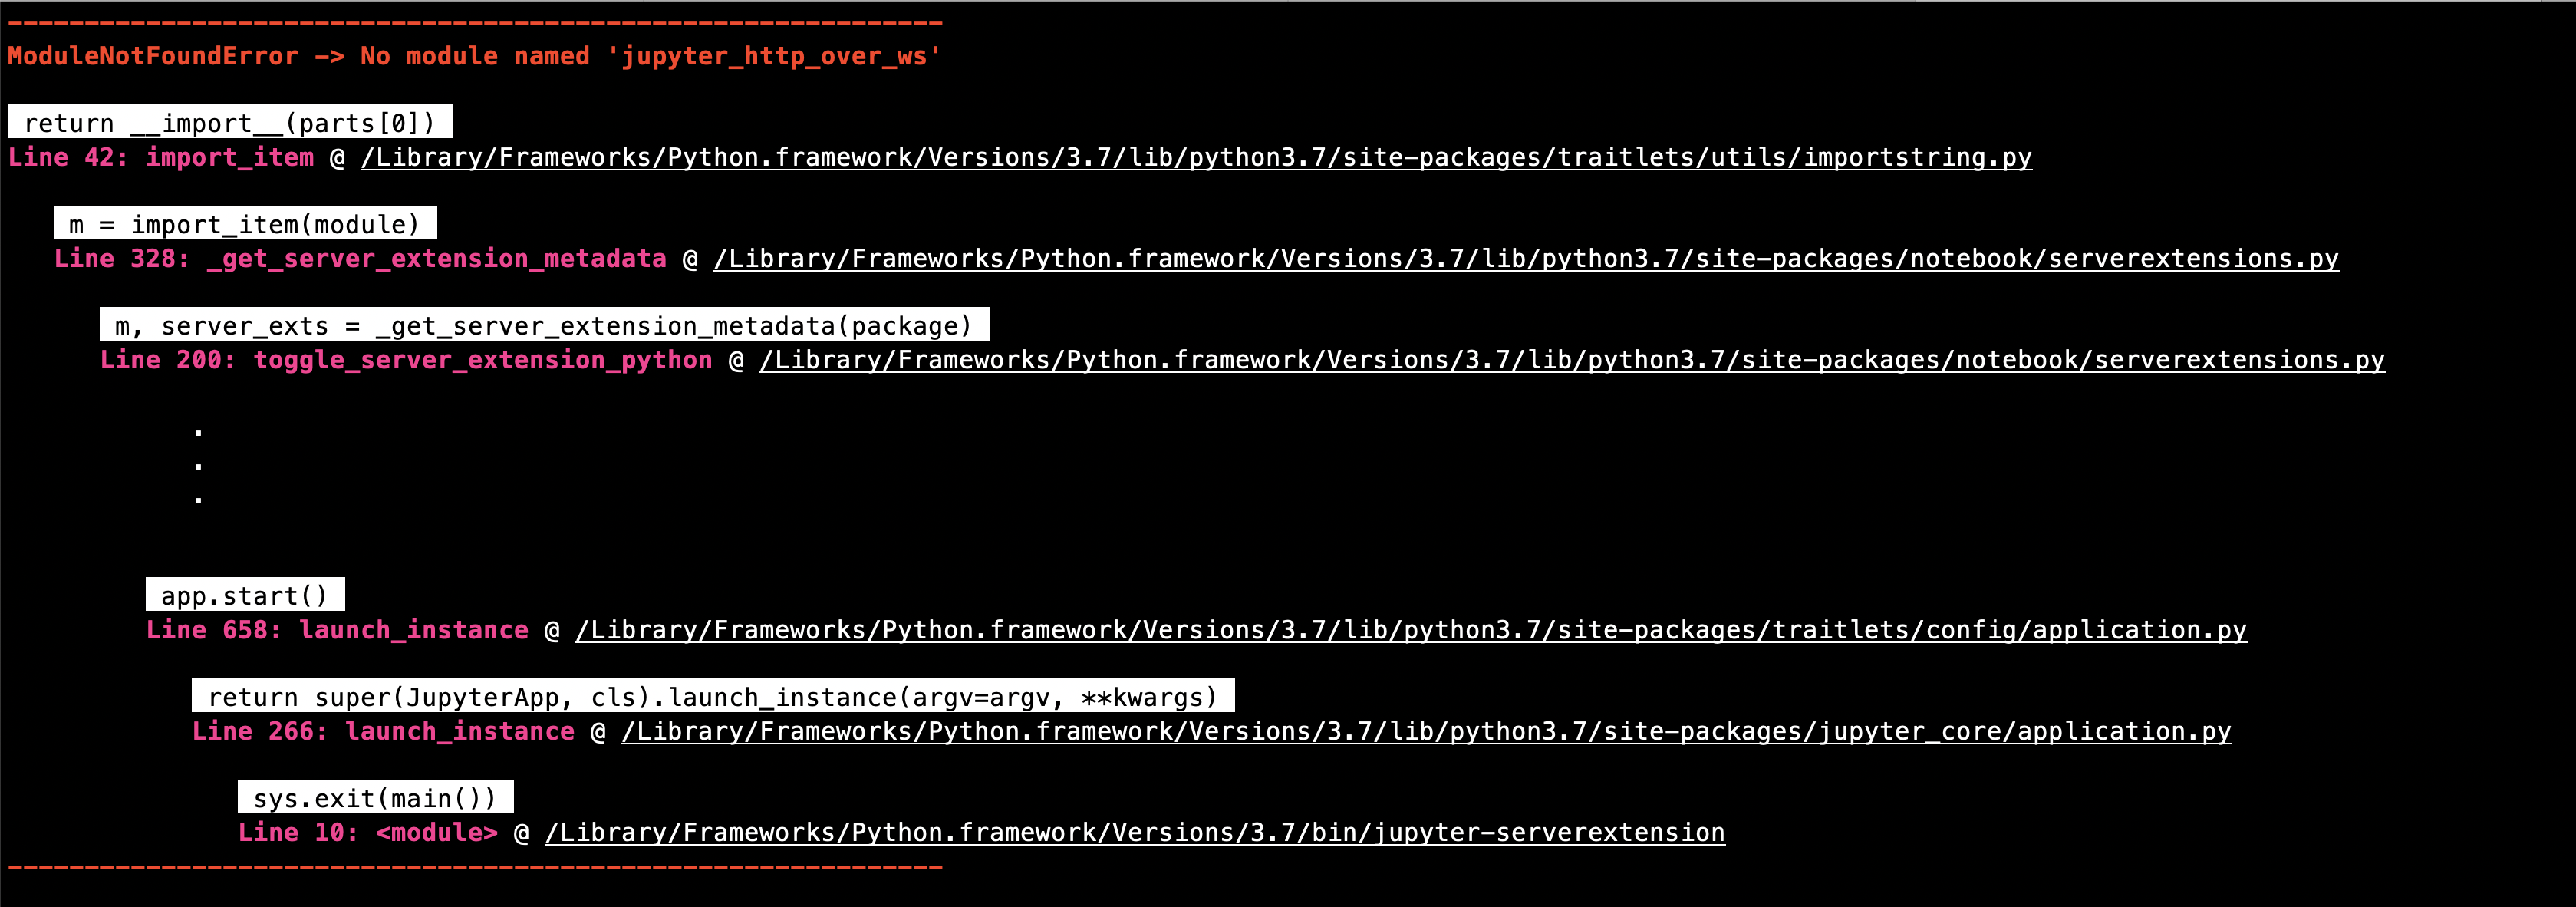 -------------------------------------------------------------
ModuleNotFoundError -> No module named 'jupyter_http_over_ws'
return __import__(parts[0])
Line 42: import_item @ /Library/Frameworks/Python.framework/Versions/3.7/lib/python3.7/site-packages/traitlets/utils/importstring.py
m = import_item(module)
Line 328: _get_server_extension_metadata @ /Library/Frameworks/Python.framework/Versions/3.7/lib/python3.7/site-packages/notebook/serverextensions.py
m, server_exts = _get_server_extension_metadata(package)
Line 200: toggle_server_extension_python @ /Library/Frameworks/Python.framework/Versions/3.7/lib/python3.7/site-packages/notebook/serverextensions.py
.
.
.
app.start()
Line 658: launch_instance @ /Library/Frameworks/Python.framework/Versions/3.7/lib/python3.7/site-packages/traitlets/config/application.py
return super(JupyterApp, cls).launch_instance(argv=argv, **kwargs)
Line 266: launch_instance @ /Library/Frameworks/Python.framework/Versions/3.7/lib/python3.7/site-packages/jupyter_core/application.py
sys.exit(main())
Line 10: <module> @ /Library/Frameworks/Python.framework/Versions/3.7/bin/jupyter-serverextension
-------------------------------------------------------------